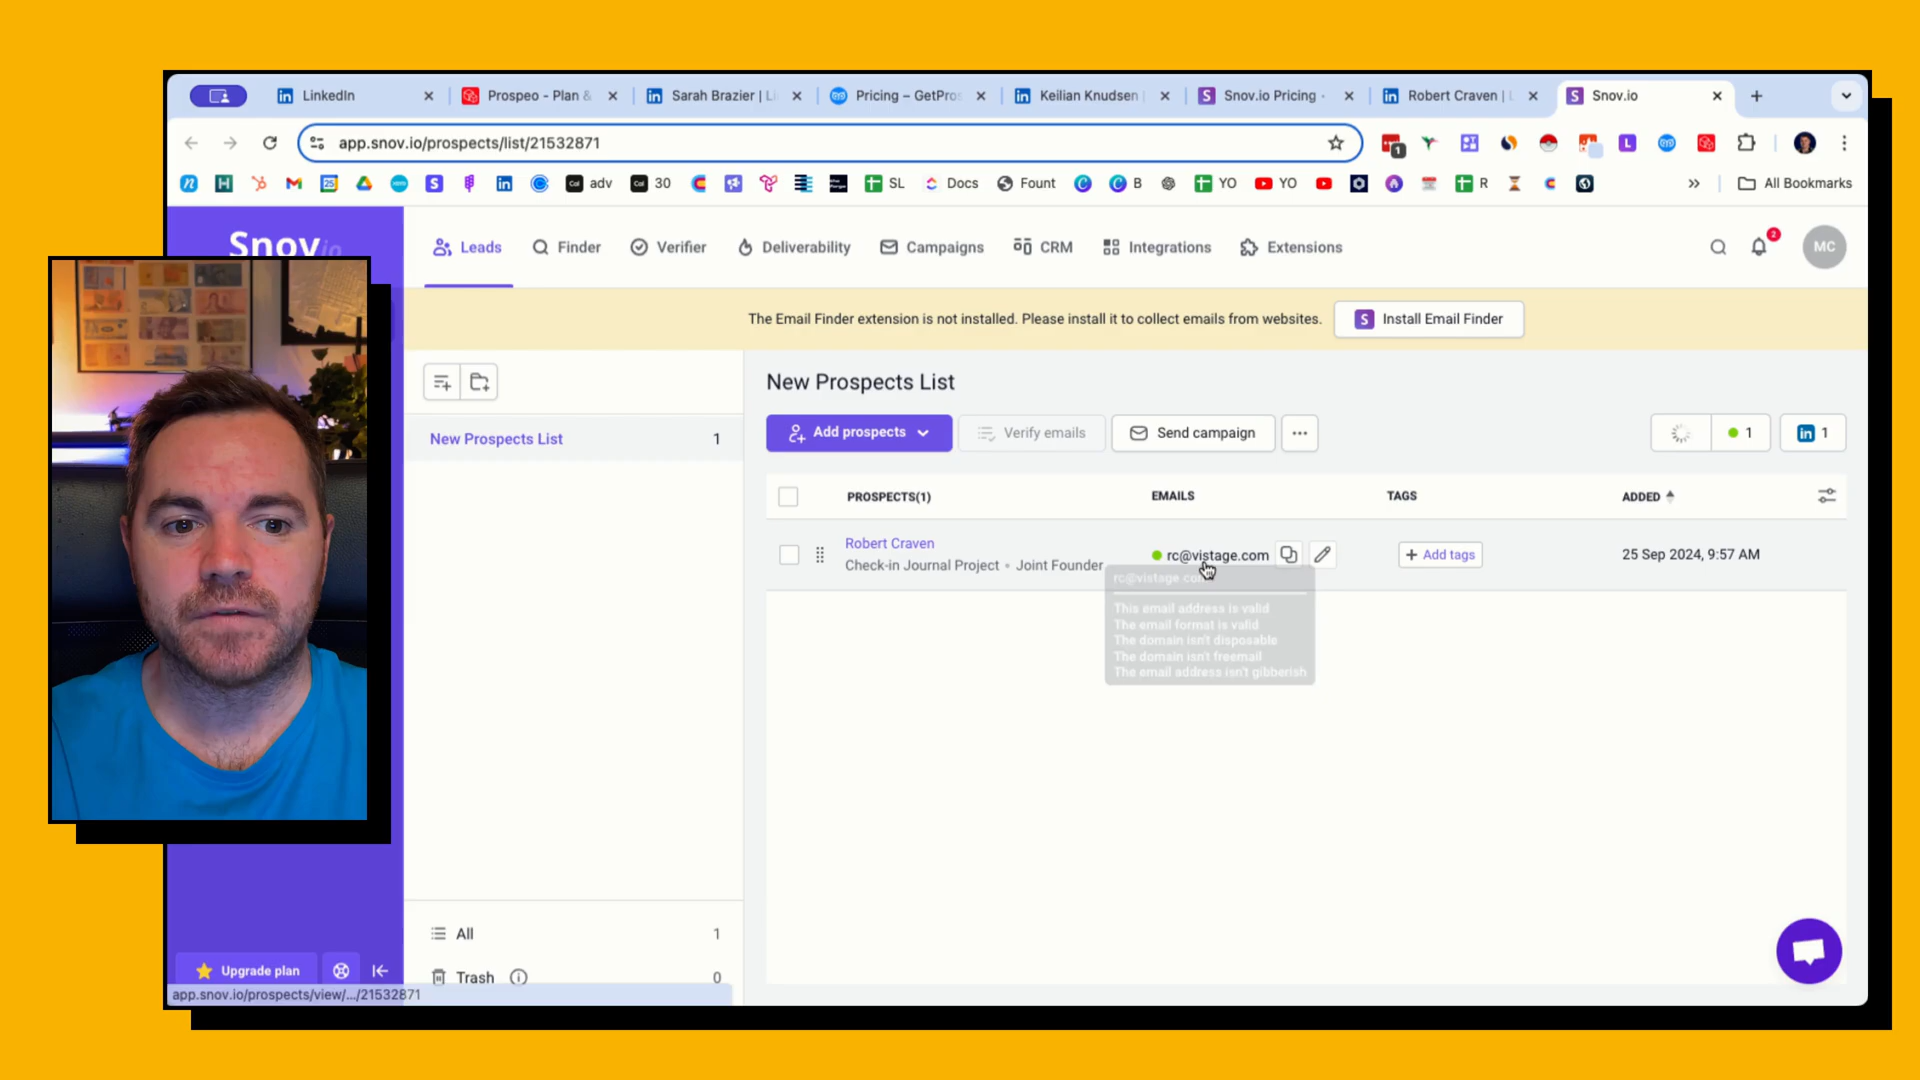 LinkedIn
Prospeo - Plan &
Sarah Brazier | Li
Pricing – GetPros
Keilian Knudsen |
Snov.io Pricing -
Robert Craven | L
Snov.io
app.snov.io/prospects/list/21532871
1
adv
30
SL
Docs
Fount
B
YO
YO
R
All Bookmarks
Snov.io
Leads
Finder
Verifier
Deliverability
Campaigns
CRM
Integrations
Extensions
2
MC
The Email Finder extension is not installed. Please install it to collect emails from websites.
Install Email Finder
New Prospects List 1
New Prospects List
Add prospects
Verify emails
Send campaign
1
1
PROSPECTS(1)
EMAILS
TAGS
ADDED
Robert Craven
Check-in Journal Project • Joint Founder
rc@vistage.com
+ Add tags
25 Sep 2024, 9:57 AM
rc@vistage.com
This email address is valid
The email format is valid
The domain isn't disposable
The domain isn't freemail
The email address isn't gibberish
All 1
Trash 0
Upgrade plan
app.snov.io/prospects/view/.../21532871